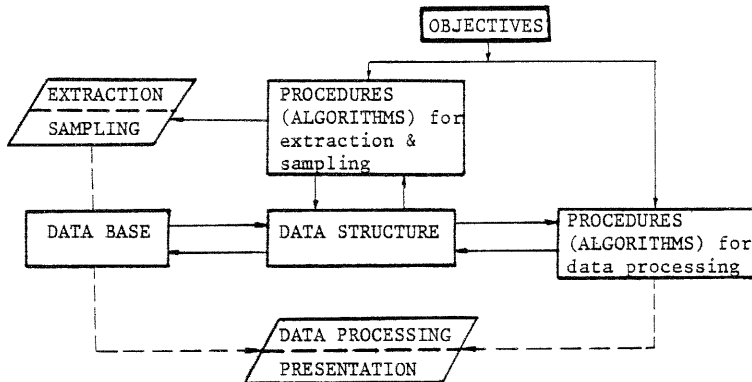 OBJECTIVES
EXTRACTION
SAMPLING
PROCEDURES
(ALGORITHMS) for
extraction &
sampling
DATA BASE
DATA STRUCTURE
PROCEDURES
(ALGORITHMS) for
data processing
DATA PROCESSING
PRESENTATION